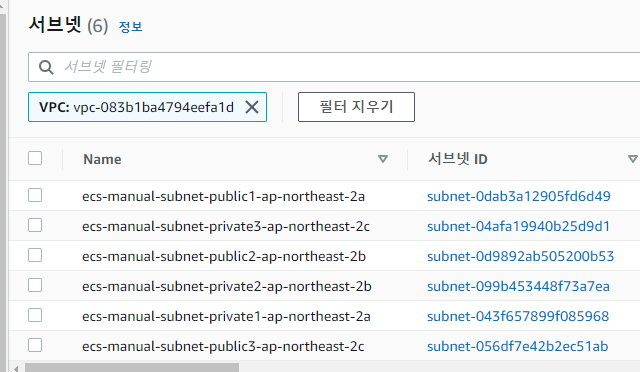 서브넷 (6) 정보
서브넷 필터링
VPC: vpc-083b1ba4794eefa1d
필터 지우기
Name 서브넷 ID
ecs-manual-subnet-public1-ap-northeast-2a subnet-0dab3a12905fd6d49
ecs-manual-subnet-private3-ap-northeast-2c subnet-04afa19940b25d9d1
ecs-manual-subnet-public2-ap-northeast-2b subnet-0d9892ab505200b53
ecs-manual-subnet-private2-ap-northeast-2b subnet-099b453448f73a7ea
ecs-manual-subnet-private1-ap-northeast-2a subnet-043f657899f085968
ecs-manual-subnet-public3-ap-northeast-2c subnet-056df7e42b2ec51ab